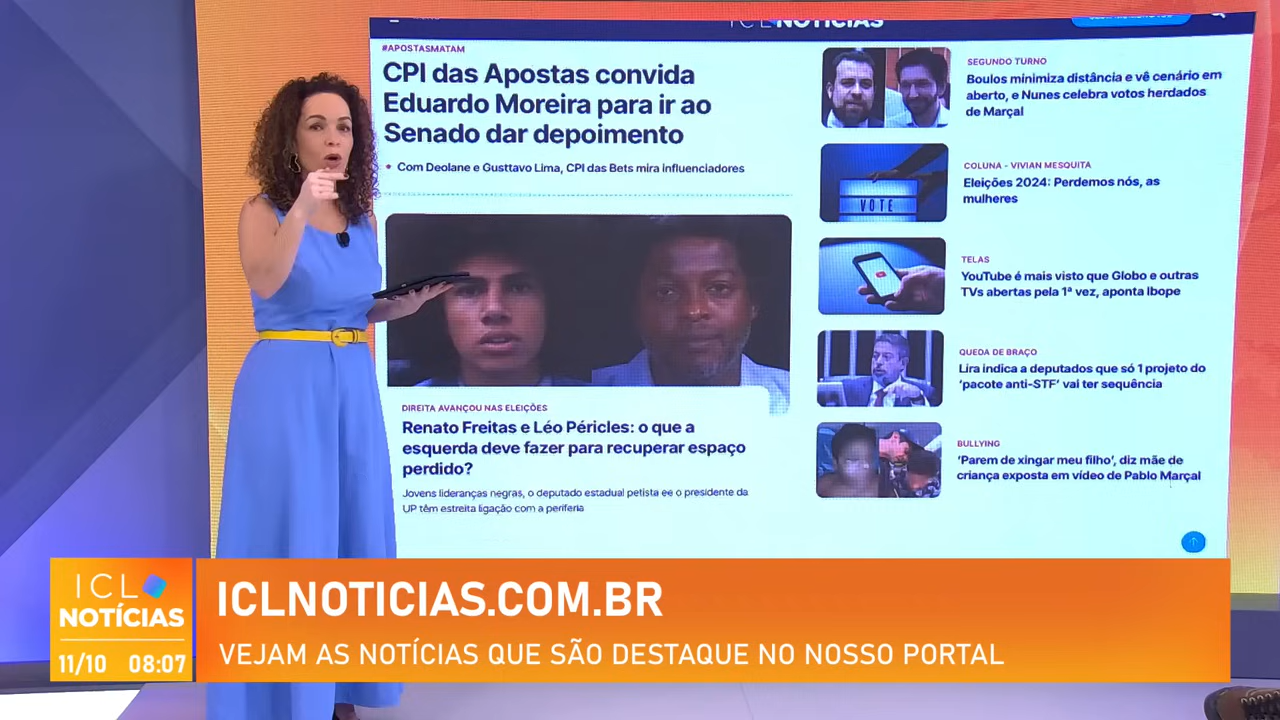 ICL NOTÍCIAS
#APOSTASMATAM
CPI das Apostas convida
Eduardo Moreira para ir ao
Senado dar depoimento
Com Deolane e Gusttavo Lima, CPI das Bets mira influenciadores
DIREITA AVANÇOU NAS ELEIÇÕES
Renato Freitas e Léo Péricles: o que a
esquerda deve fazer para recuperar espaço
perdido?
Jovens lideranças negras, o deputado estadual petista ee o presidente da
UP têm estreita ligação com a periferia
SEGUNDO TURNO
Boulos minimiza distância e vê cenário em
aberto, e Nunes celebra votos herdados
de Marçal
VOTE
COLUNA - VIVIAN MESQUITA
Eleições 2024: Perdemos nós, as
mulheres
TELAS
YouTube é mais visto que Globo e outras
TVs abertas pela 1ª vez, aponta Ibope
QUEDA DE BRAÇO
Lira indica a deputados que só 1 projeto do
‘pacote anti-STF’ vai ter sequência
BULLYING
‘Parem de xingar meu filho’, diz mãe de
criança exposta em vídeo de Pablo Marçal
ICL
NOTÍCIAS
11/10 08:07
ICLNOTICIAS.COM.BR
VEJAM AS NOTÍCIAS QUE SÃO DESTAQUE NO NOSSO PORTAL